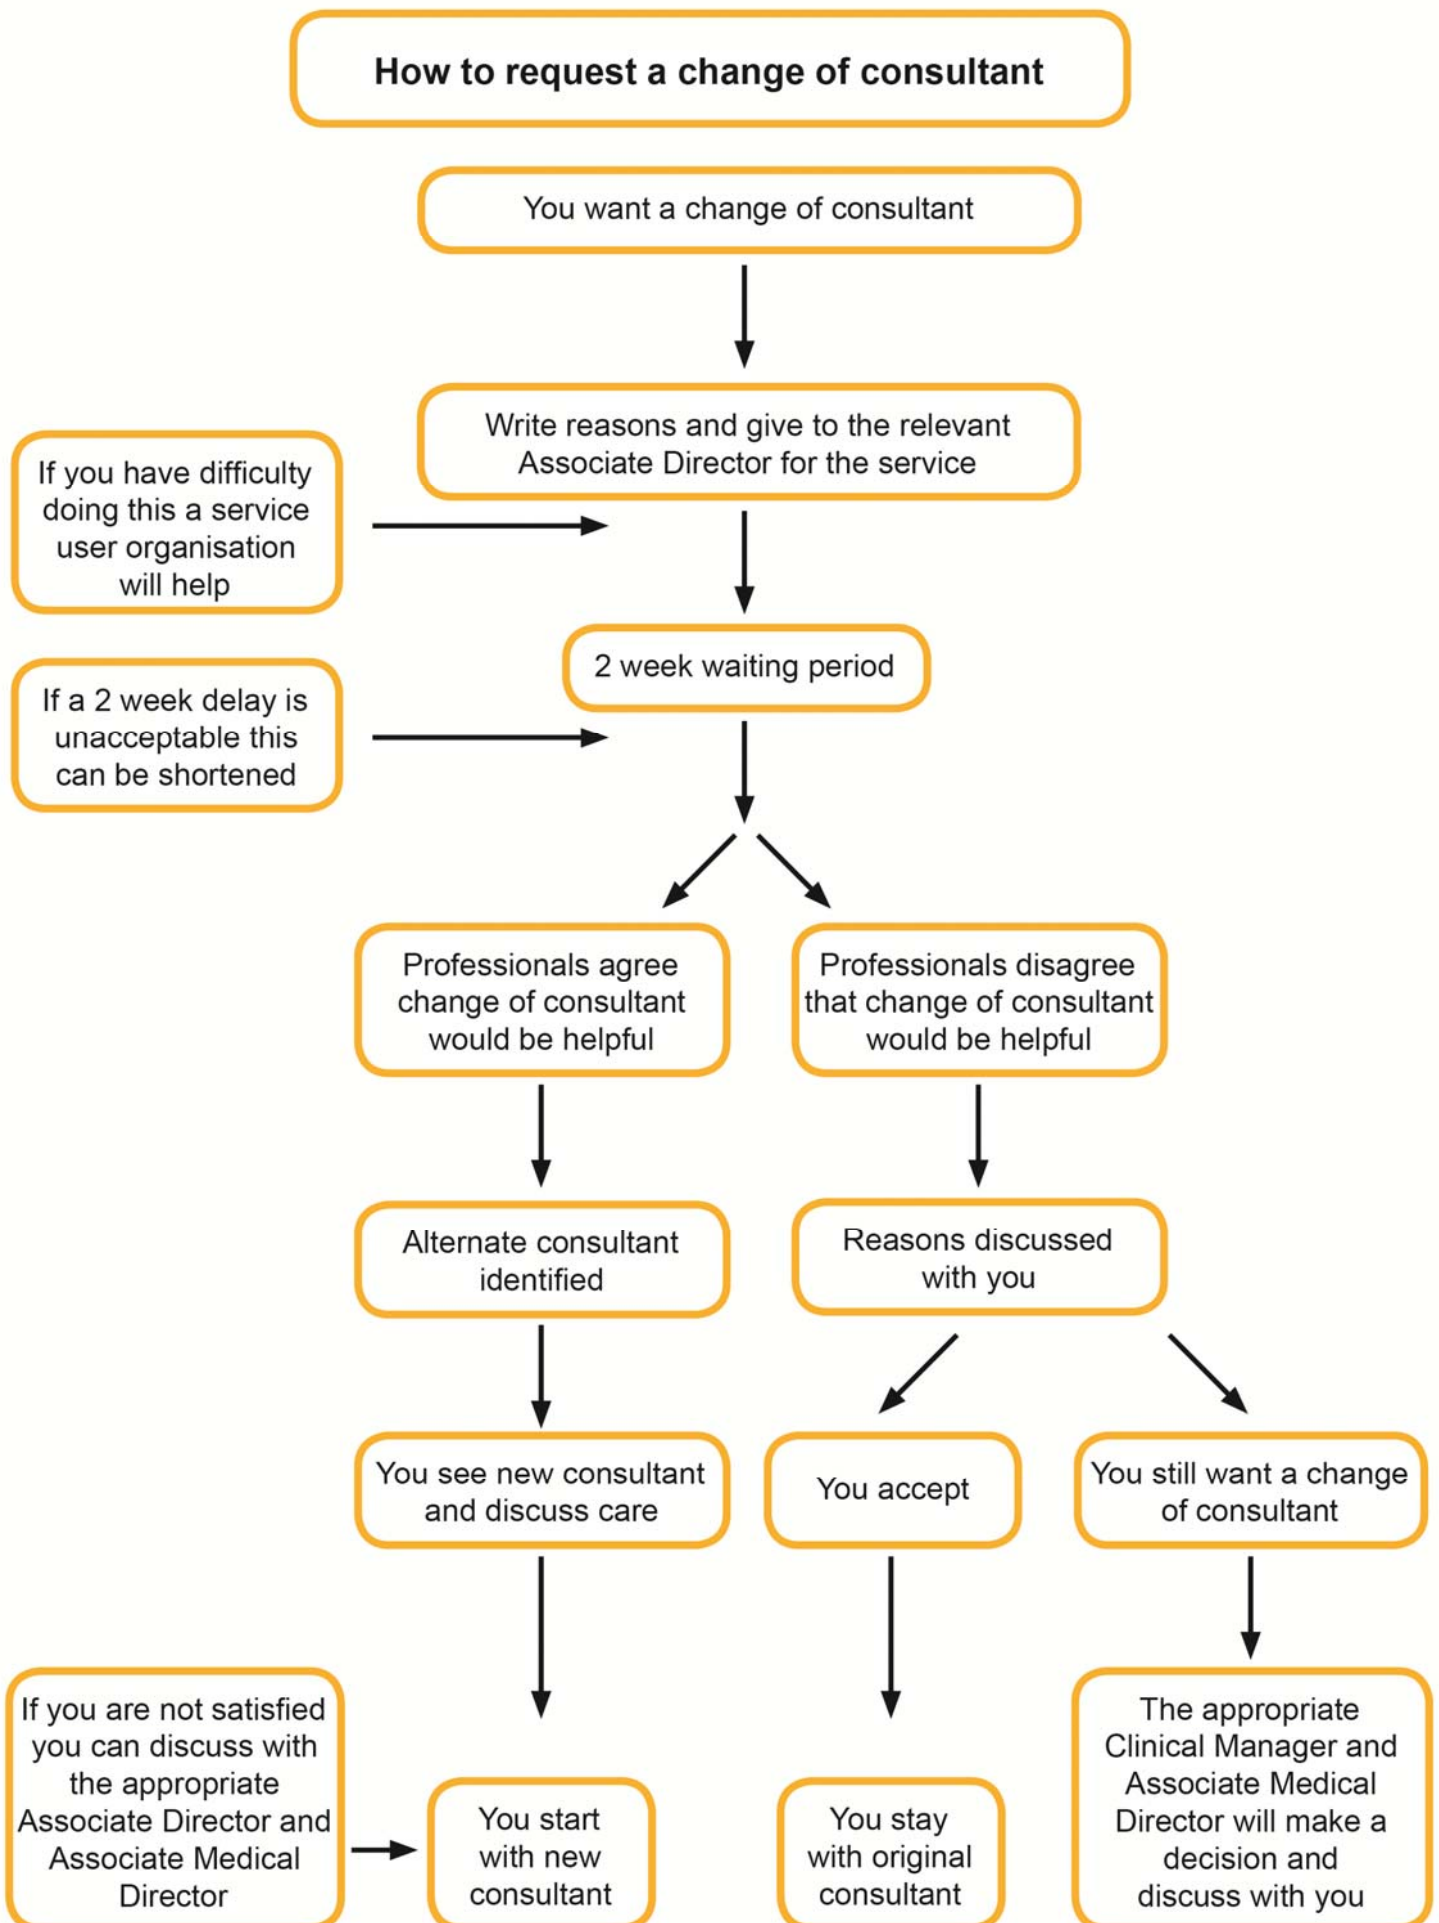 How to request a change of consultant
You want a change of consultant
Write reasons and give to the relevant
Associate Director for the service
If you have difficulty
doing this a service
user organisation
will help
2 week waiting period
If a 2 week delay is
unacceptable this
can be shortened
Professionals agree
change of consultant
would be helpful
Professionals disagree
that change of consultant
would be helpful
Alternate consultant
identified
Reasons discussed
with you
You see new consultant
and discuss care
You accept
You still want a change
of consultant
If you are not satisfied
you can discuss with
the appropriate
Associate Director and
Associate Medical
Director
You start
with new
consultant
You stay
with original
consultant
The appropriate
Clinical Manager and
Associate Medical
Director will make a
decision and
discuss with you